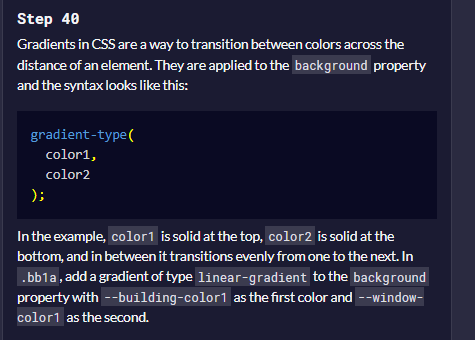 Step 40
Gradients in CSS are a way to transition between colors across the
distance of an element. They are applied to the background property
and the syntax looks like this:
gradient-type(
color1,
color2
);
In the example, color1 is solid at the top, color2 is solid at the
bottom, and in between it transitions evenly from one to the next. In
.bb1a, add a gradient of type linear-gradient to the background
property with --building-color1 as the first color and --window-
color1 as the second.